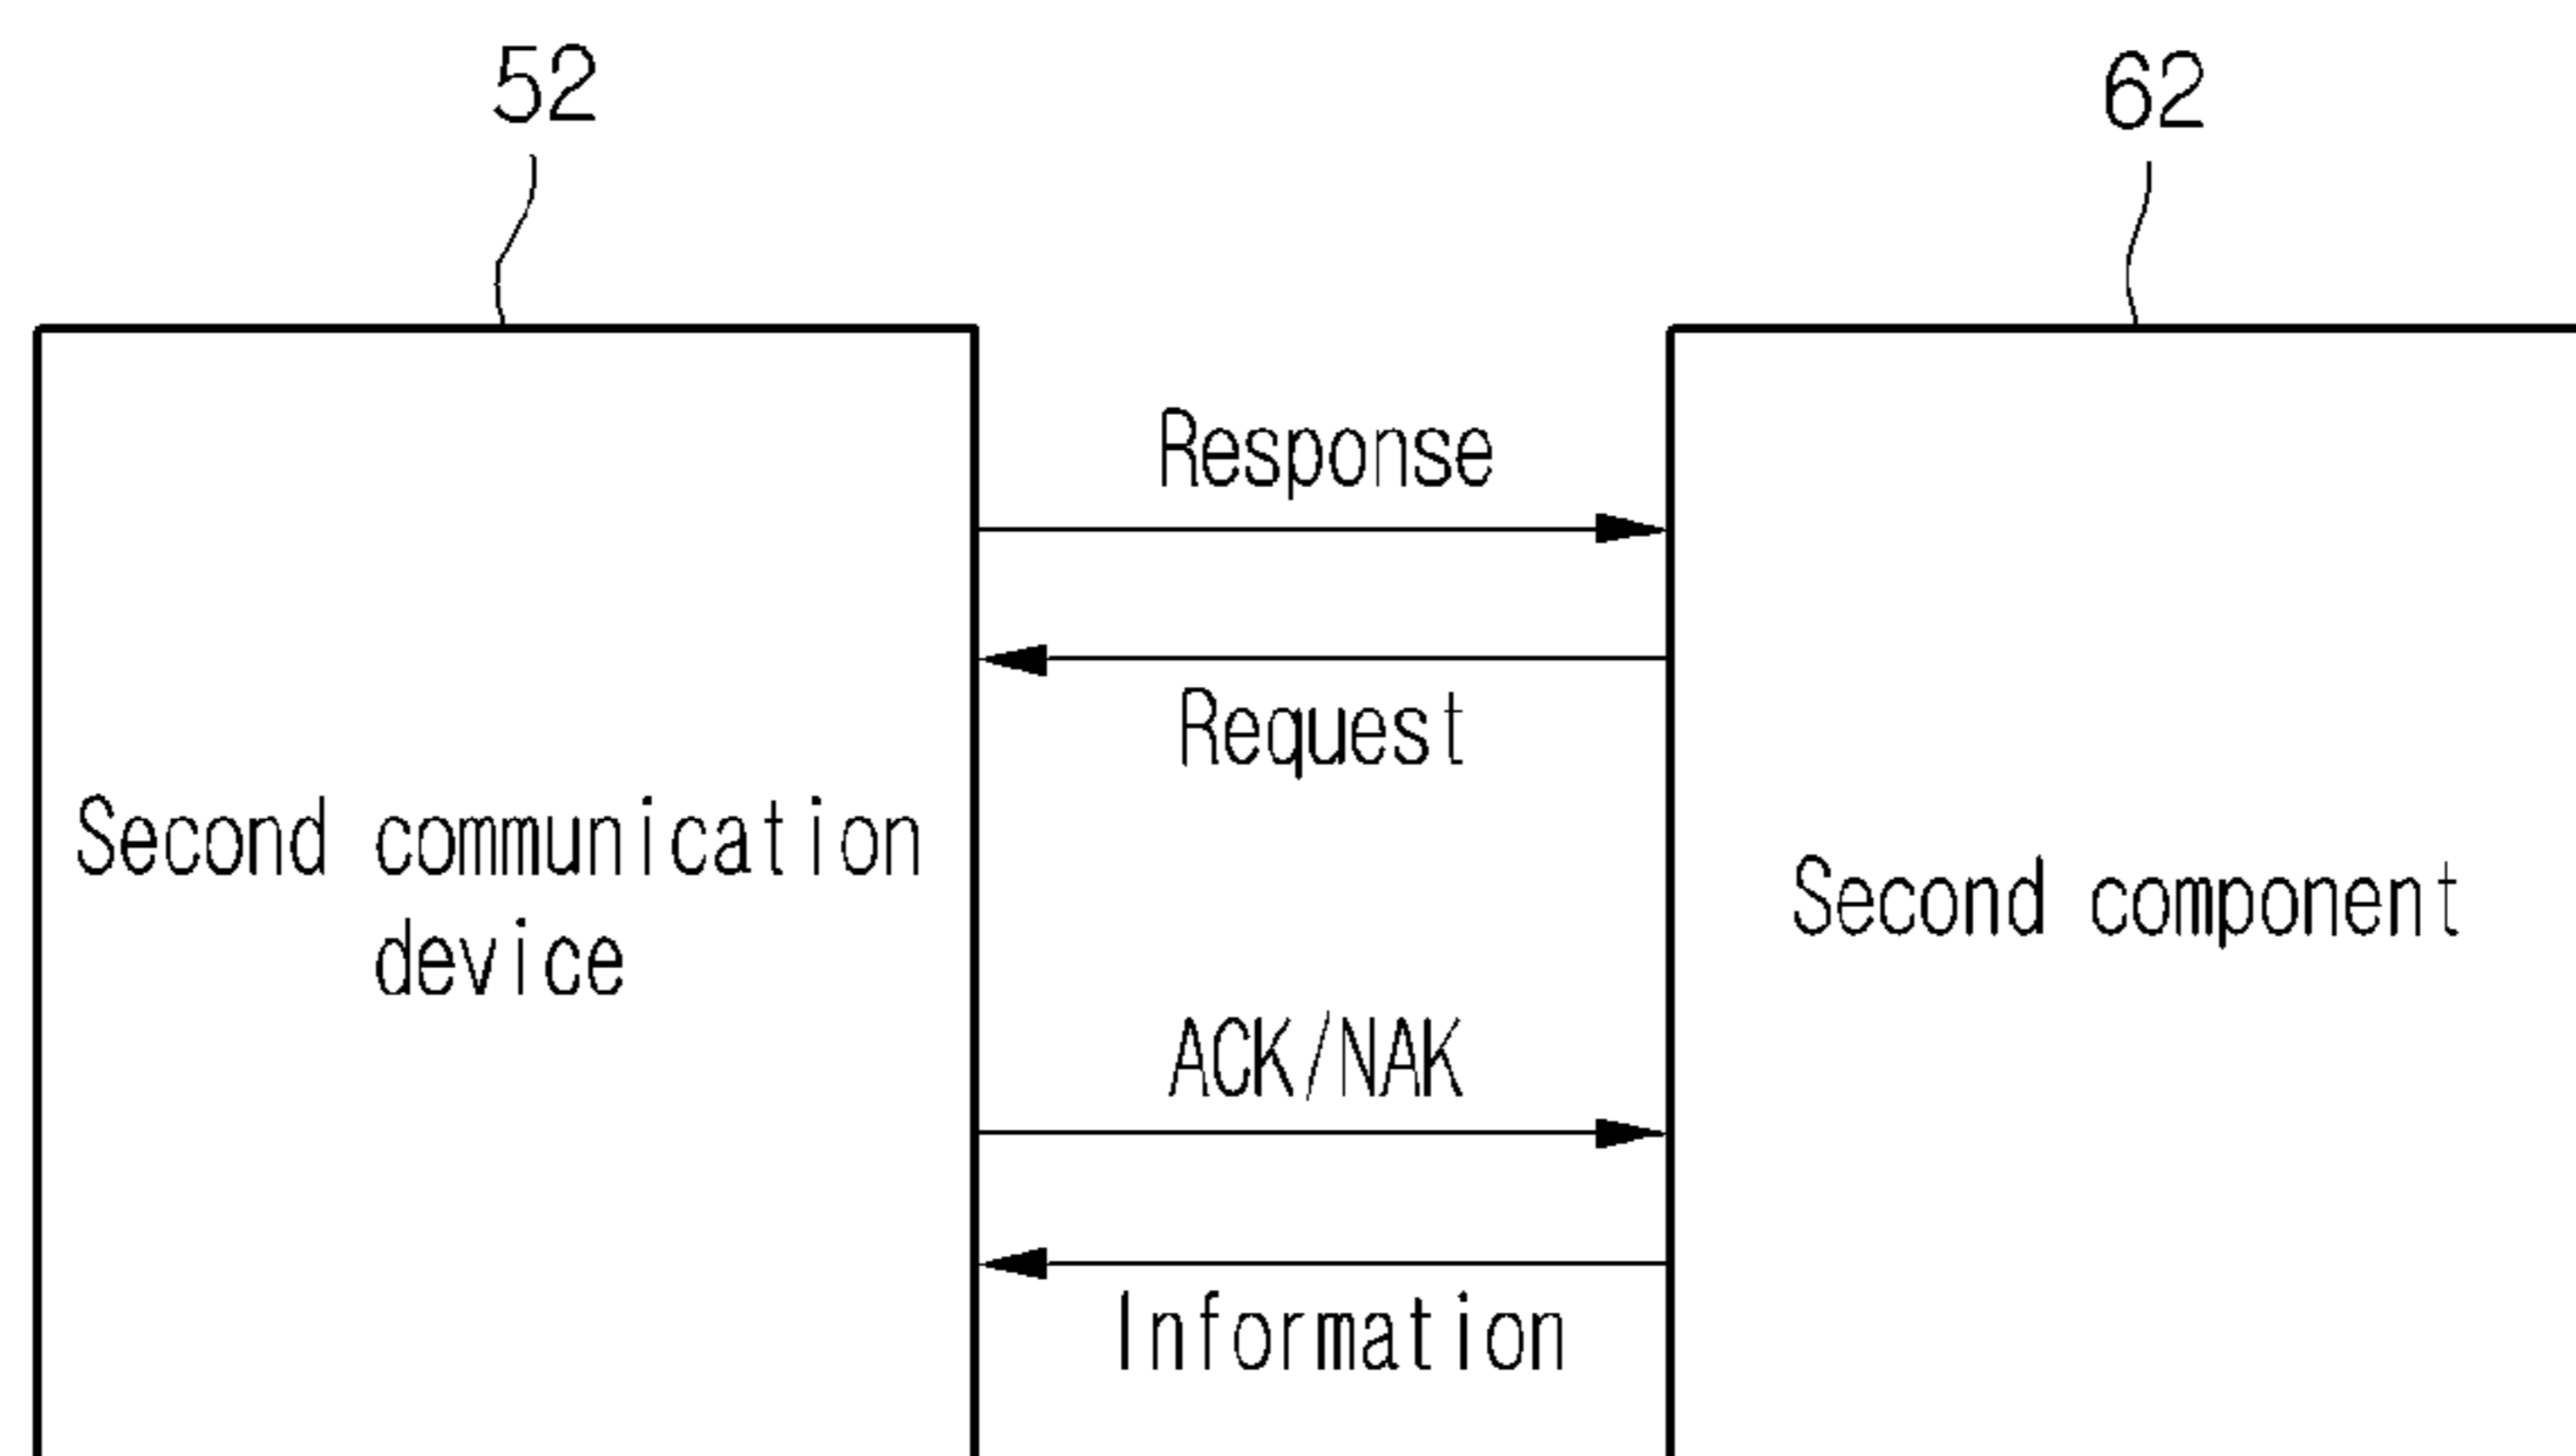 52
62
Response
Request
Second communication
device
Second component
ACK/NAK
Information